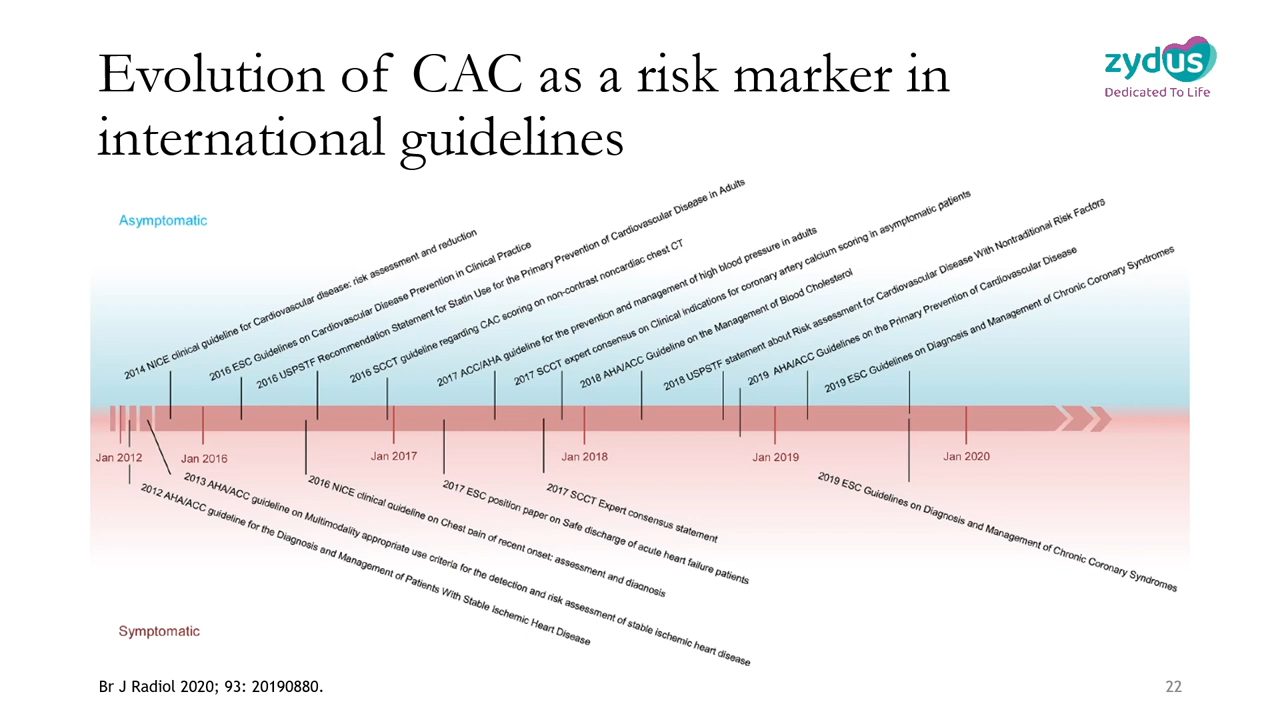 Evolution of CAC as a risk marker in
international guidelines
zydus
Dedicated To Life
Asymptomatic
2014 NICE clinical guideline for Cardiovascular disease: risk assessment and reduction
2016 ESC Guidelines on Cardiovascular Disease Prevention in Clinical Practice
2016 USPSTF Recommendation Statement for Statin Use for the Primary Prevention of Cardiovascular Disease in Adults
2016 SCCT guideline regarding CAC scoring on non-contrast noncardiac chest CT
2017 ACC/AHA guideline for the prevention and management of high blood pressure in adults
2017 SCCT expert consensus on Clinical indications for coronary artery calcium scoring in asymptomatic patients
2018 AHA/ACC Guideline on the Management of Blood Cholesterol
2018 USPSTF statement about Risk assessment for Cardiovascular Disease With Nontraditional Risk Factors
2019 AHA/ACC Guidelines on the Primary Prevention of Cardiovascular Disease
2019 ESC Guidelines on Diagnosis and Management of Chronic Coronary Syndromes
Jan 2012
Jan 2016
Jan 2017
Jan 2018
Jan 2019
Jan 2020
2012 AHA/ACC guideline for the Diagnosis and Management of Patients With Stable Ischemic Heart Disease
2013 AHA/ACC guideline on Multimodality appropriate use criteria for the detection and risk assessment of stable ischemic heart disease
2016 NICE clinical guideline on Chest pain of recent onset: assessment and diagnosis
2017 ESC position paper on Safe discharge of acute heart failure patients
2017 SCCT Expert consensus statement
2019 ESC Guidelines on Diagnosis and Management of Chronic Coronary Syndromes
Symptomatic
Br J Radiol 2020; 93: 20190880.
22